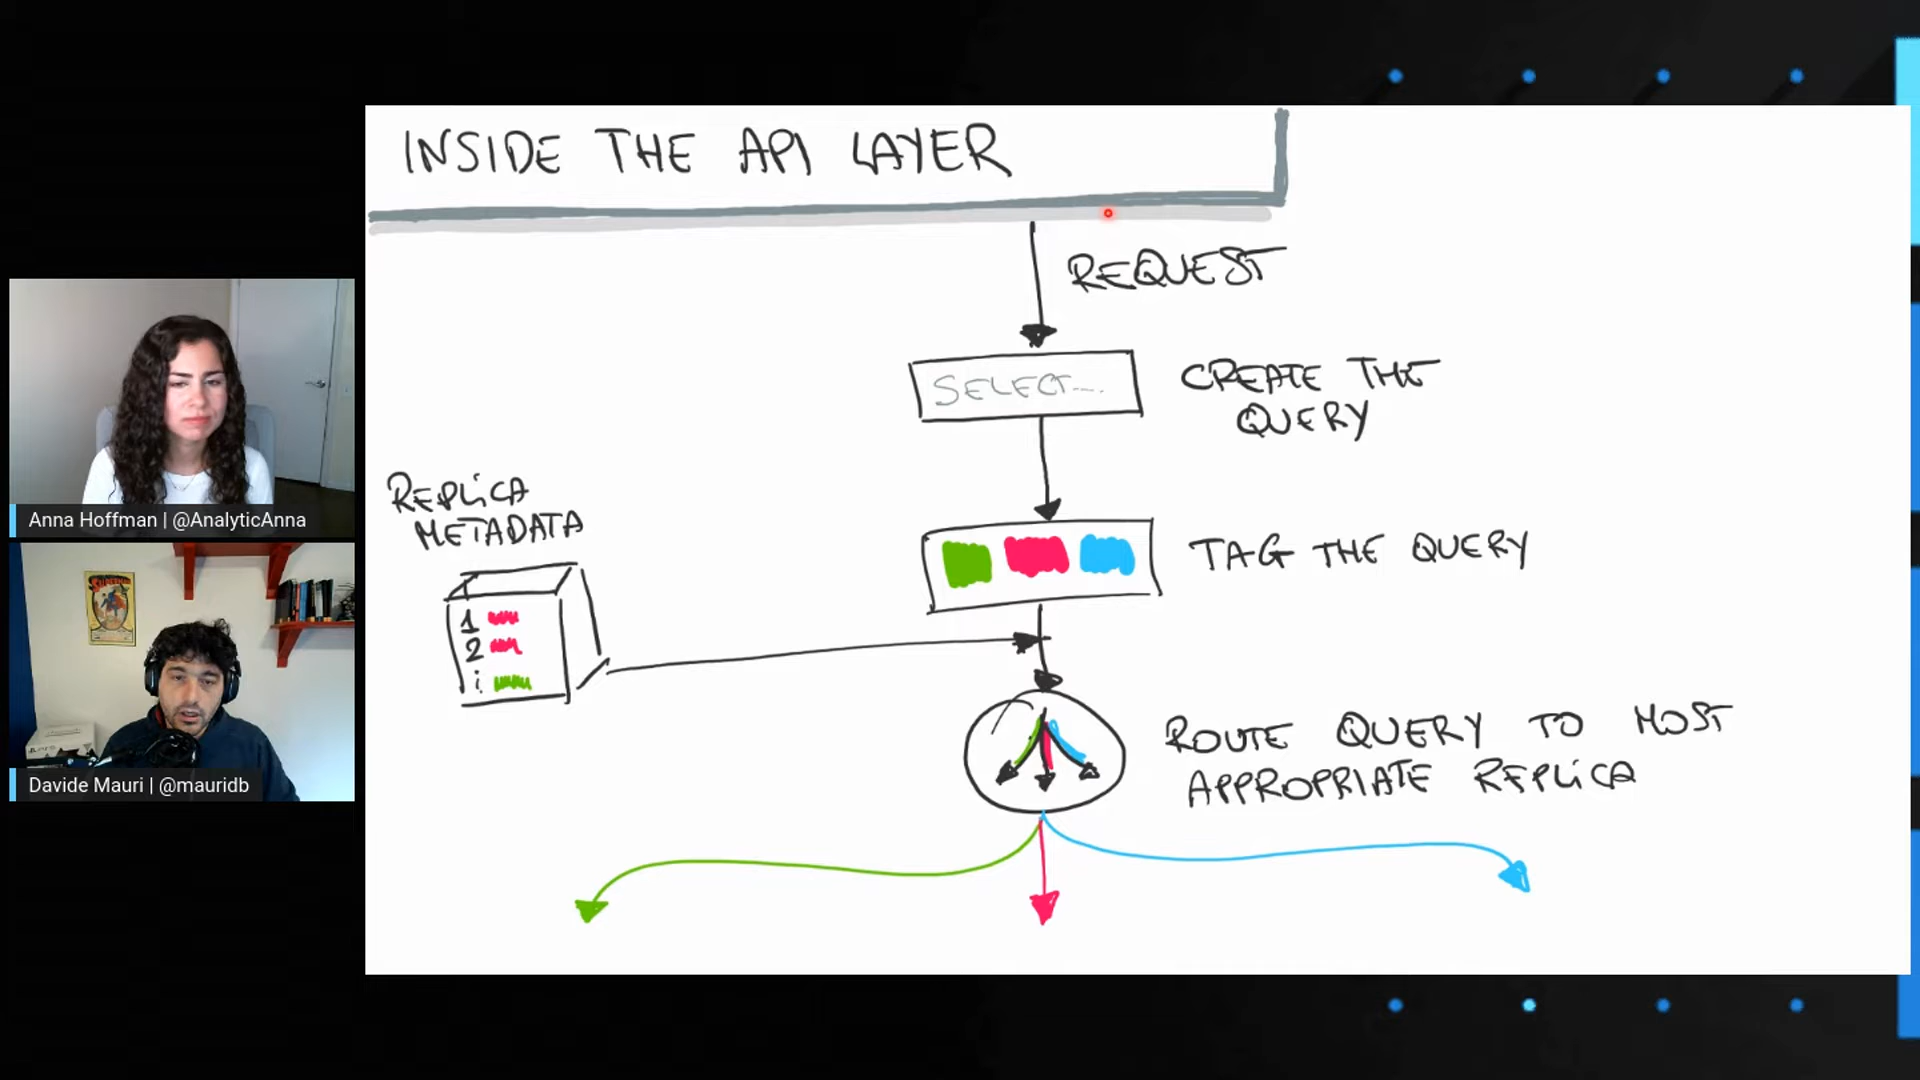 INSIDE THE API LAYER
REQUEST
SELECT...
CREATE THE
QUERY
REPLICA
METADATA
1
2
TAG THE QUERY
ROUTE QUERY TO MOST
APPROPRIATE REPLICA
Anna Hoffman | @AnalyticAnna
SUPERMAN
Davide Mauri | @mauridb